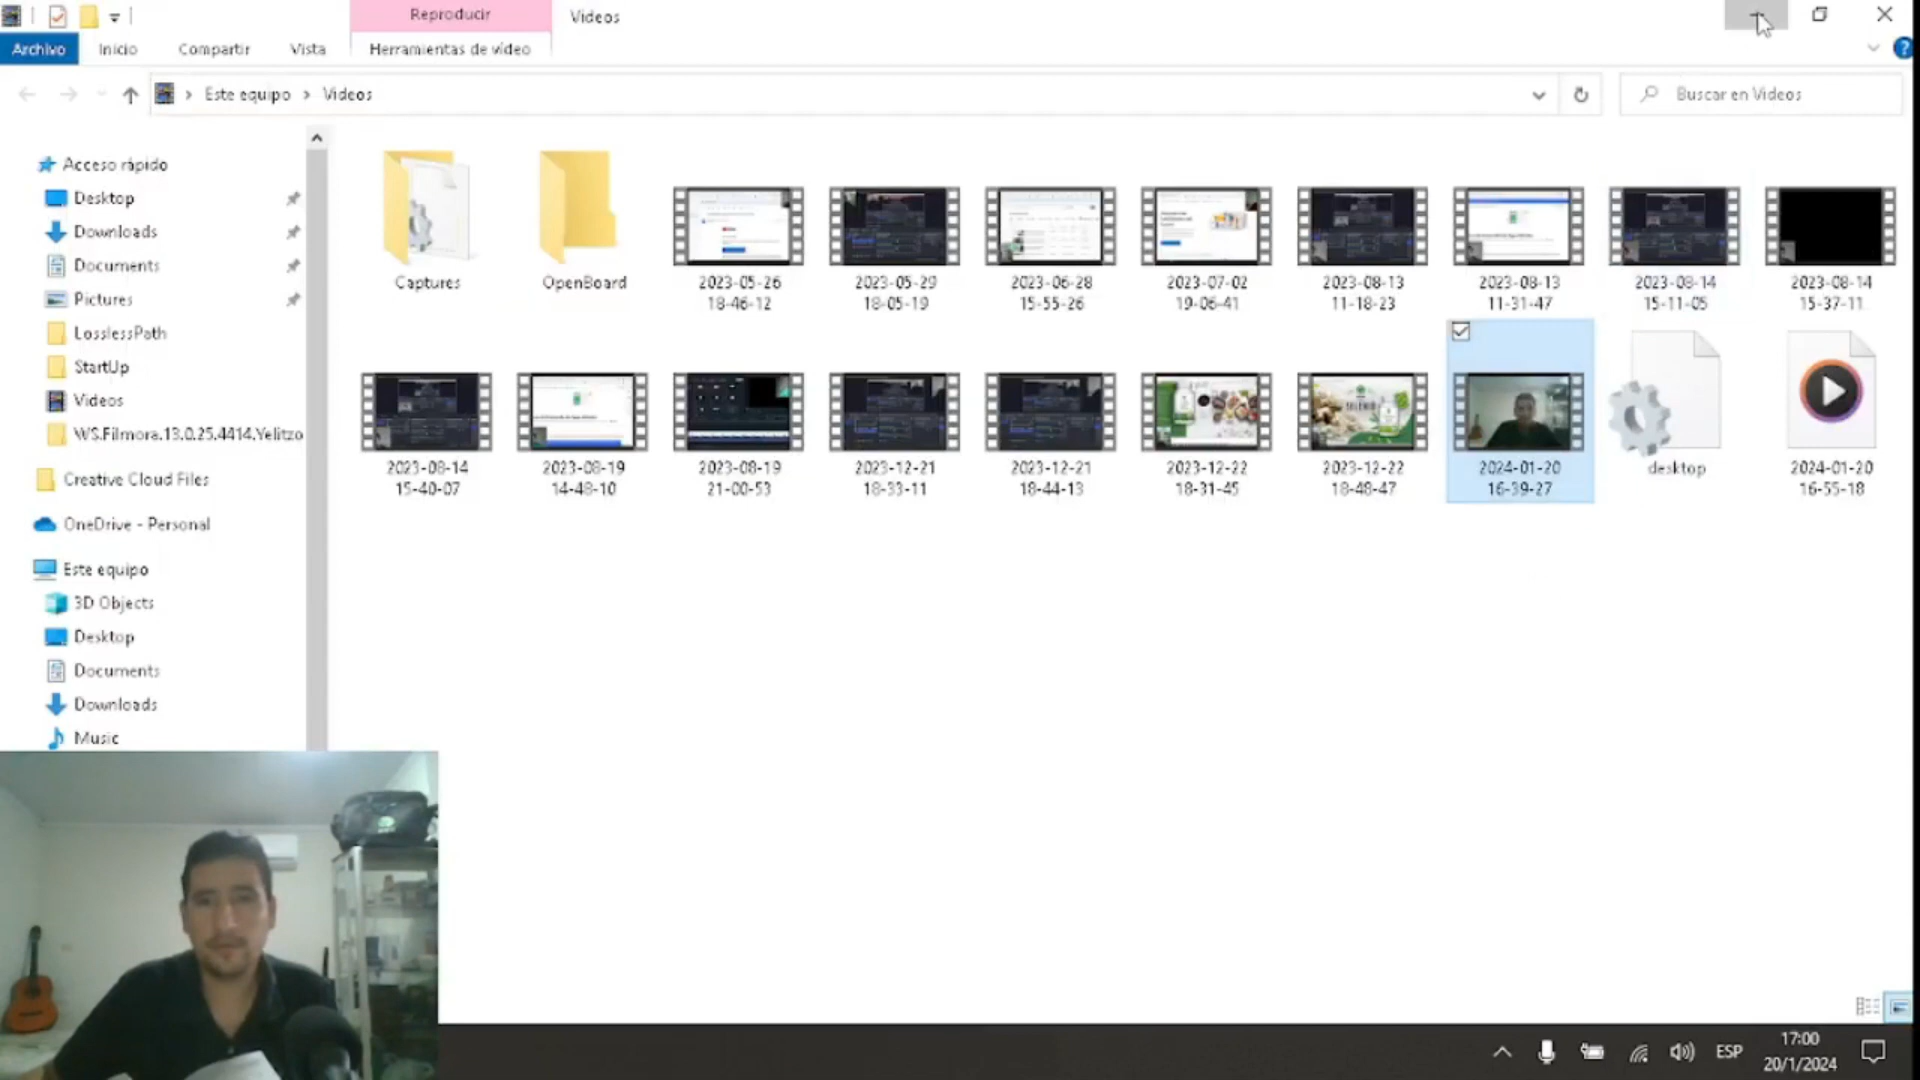 Reproducir
Videos
Archivo
Inicio
Compartir
Vista
Herramientas de vídeo
Este equipo
Videos
Buscar en Videos
Acceso rápido
Desktop
Downloads
Documents
Pictures
LosslessPath
StartUp
Videos
WS.Filmora.13.0.25.4414.Yelitzo
Creative Cloud Files
OneDrive - Personal
Este equipo
3D Objects
Desktop
Documents
Downloads
Music
Captures
OpenBoard
2023-05-26
18-46-12
2023-05-29
18-05-19
2023-06-28
15-55-26
2023-07-02
19-06-41
2023-08-13
11-18-23
2023-08-13
11-31-47
2023-08-14
15-11-05
2023-08-14
15-37-11
2023-08-14
15-40-07
2023-08-19
14-48-10
2023-08-19
21-00-53
2023-12-21
18-33-11
2023-12-21
18-44-13
2023-12-22
18-31-45
2023-12-22
18-48-47
2024-01-20
16-39-27
desktop
2024-01-20
16-55-18
ESP
17:00
20/1/2024